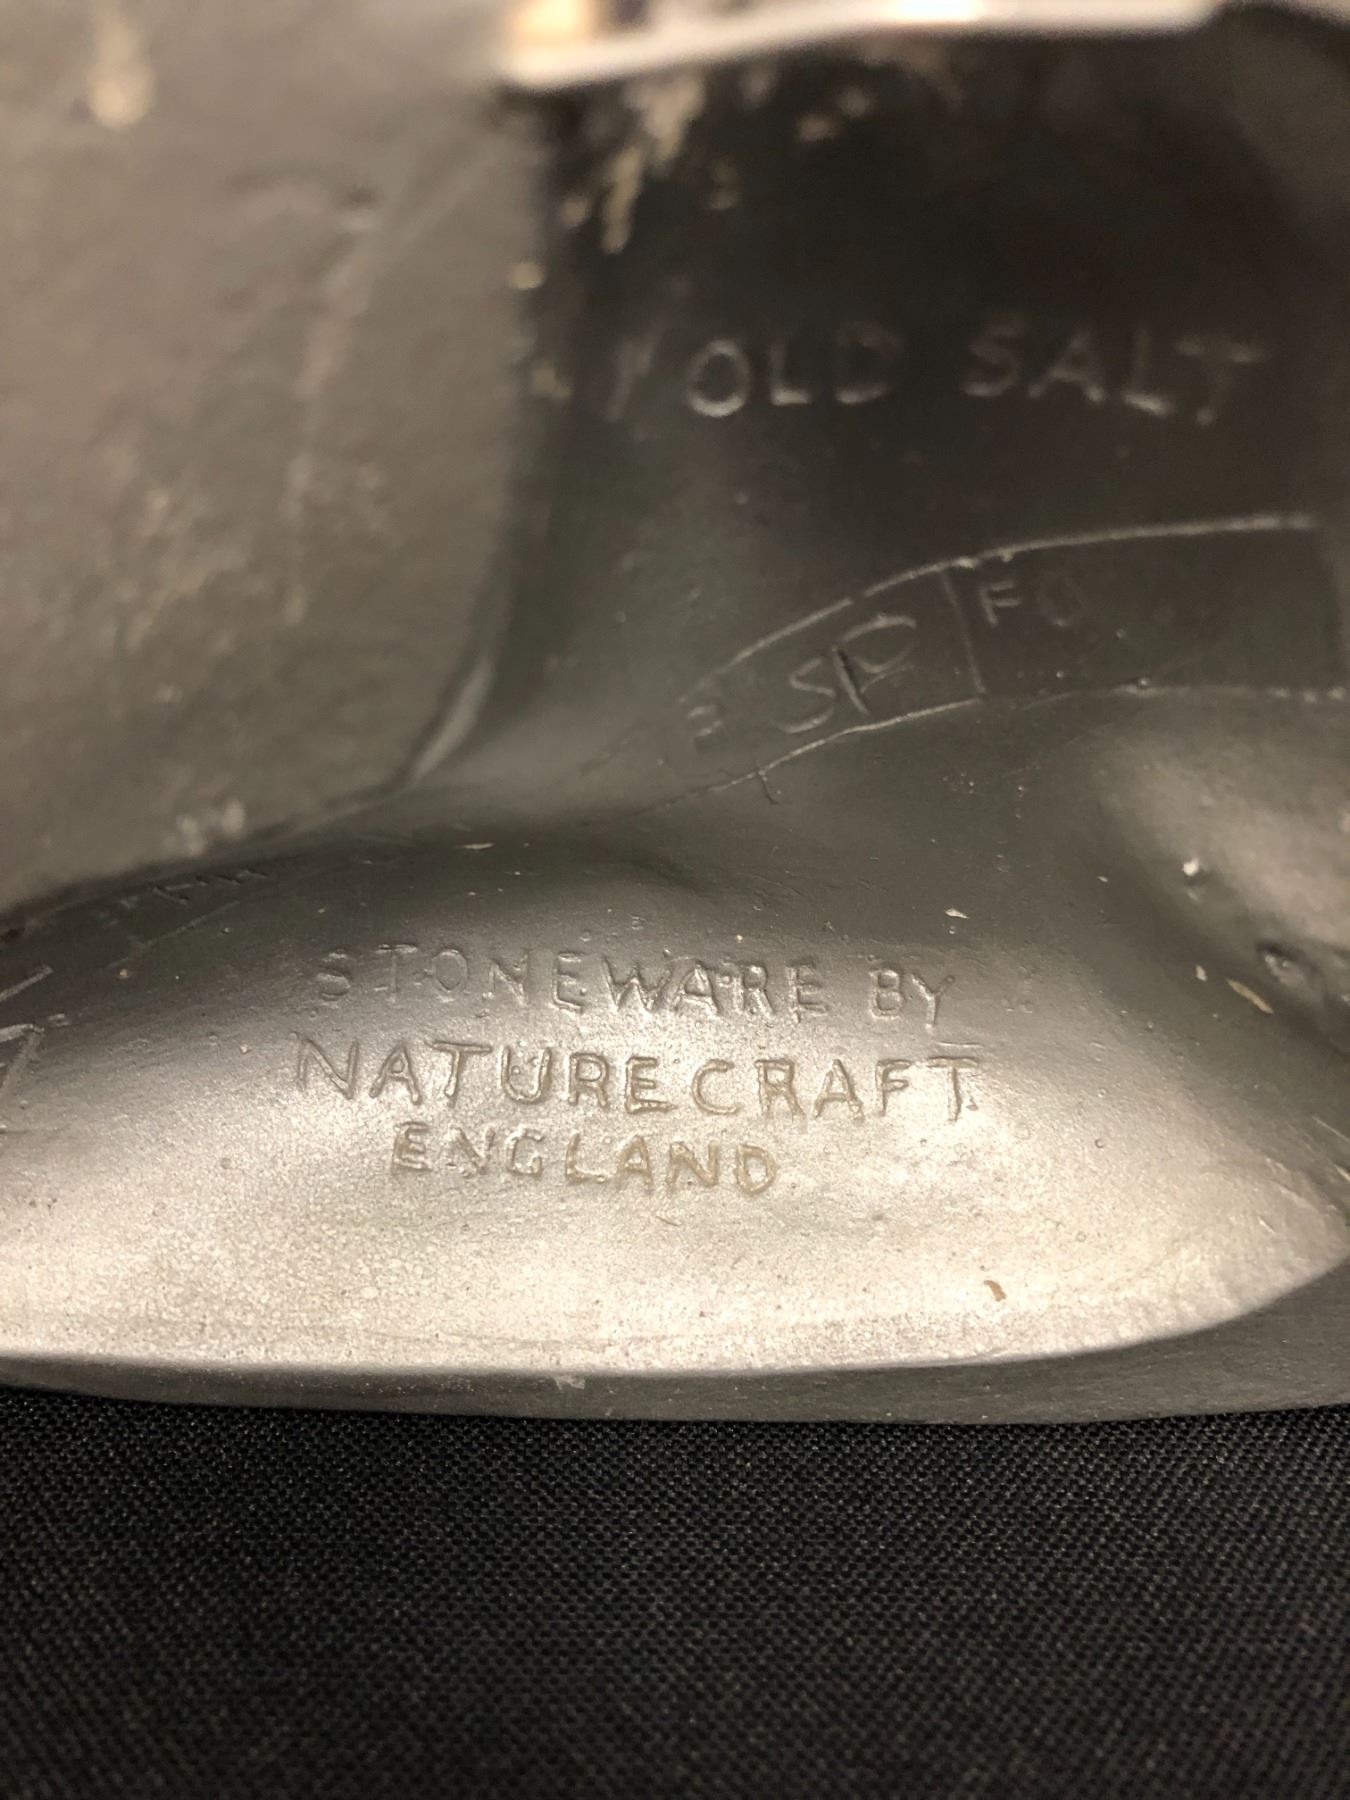 OLD SALT
STONEWARE BY
NATURECRAFT
ENGLAND